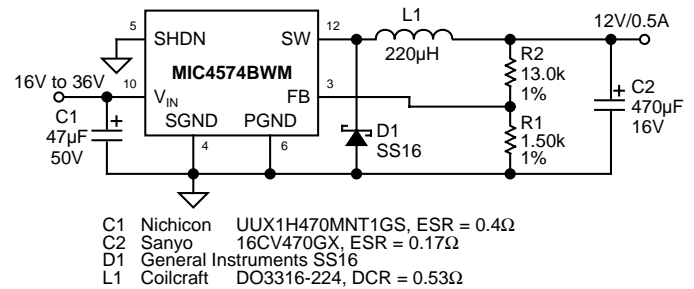 L1
12V/0.5A
5
SHDN
SW
12
220µH
R2
13.0k
1%
MIC4574BWM
16V to 36V
10
VIN
FB
3
C1
47µF
50V
SGND
PGND
4
6
D1
SS16
R1
1.50k
1%
C2
470µF
16V
C1 Nichicon UUX1H470MNT1GS, ESR = 0.4Ω
C2 Sanyo 16CV470GX, ESR = 0.17Ω
D1 General Instruments SS16
L1 Coilcraft DO3316-224, DCR = 0.53Ω